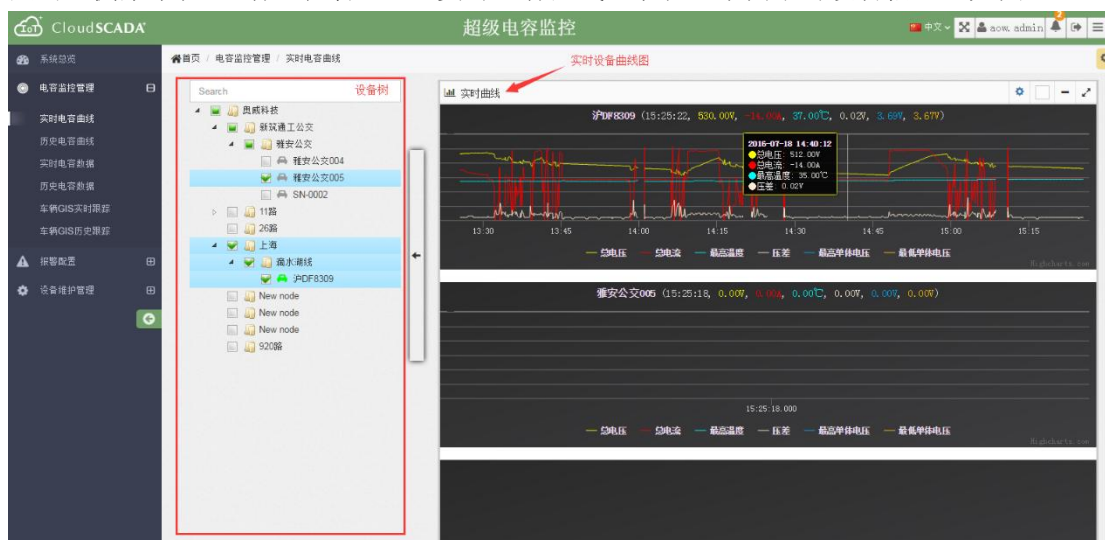 IoT CloudSCADA
超级电容监控
中文
aow, admin
2
系统总览
首页 / 电容监控管理 / 实时电容曲线
实时设备曲线图
电容监控管理
实时电容曲线
历史电容曲线
实时电容数据
历史电容数据
车辆GIS实时跟踪
车辆GIS历史跟踪
报警配置
设备维护管理
Search
设备树
奥威科技
新筑通工公交
雅安公交
雅安公交004
雅安公交005
SN-0002
11路
26路
上海
滴水湖线
沪DF8309
New node
New node
New node
920路
实时曲线
沪DF8309 (15:25:22, 530.00V, -14.00A, 37.00℃, 0.02V, 3.69V, 3.67V)
2016-07-18 14:40:12
总电压: 512.00V
总电流: -14.00A
最高温度: 35.00℃
压差: 0.02V
13:30 13:45 14:00 14:15 14:30 14:45 15:00 15:15
总电压 总电流 最高温度 压差 最高单体电压 最低单体电压
Highcharts.com
雅安公交005 (15:25:18, 0.00V, 0.00A, 0.00℃, 0.00V, 0.00V, 0.00V)
15:25:18.000
总电压 总电流 最高温度 压差 最高单体电压 最低单体电压
Highcharts.com